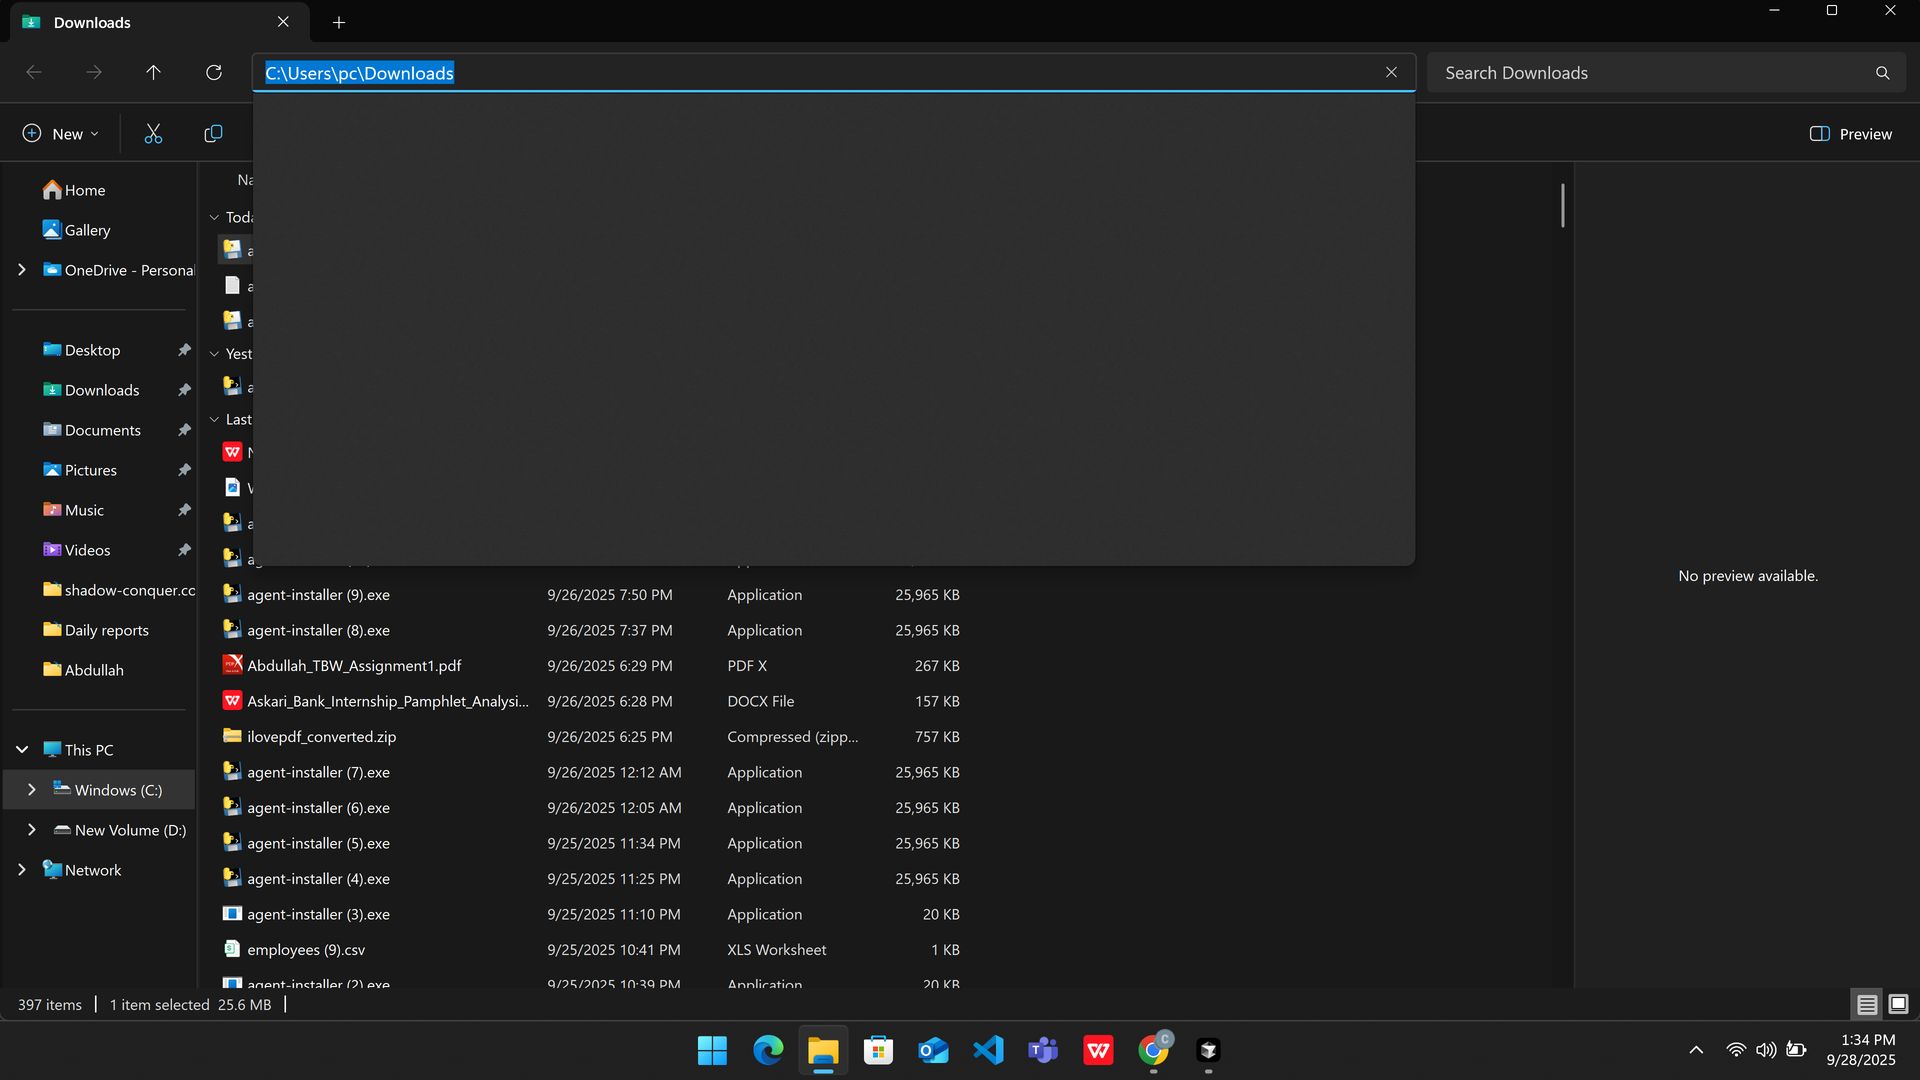 Downloads
C:\Users\pc\Downloads
Search Downloads
New
Preview
Home
Gallery
OneDrive - Personal
Desktop
Downloads
Documents
Pictures
Music
Videos
shadow-conquer.co
Daily reports
Abdullah
This PC
Windows (C:)
New Volume (D:)
Network
Na
Toda
a
a
a
Yest
a
Last
N
W
a
ag
agent-installer (9).exe 9/26/2025 7:50 PM Application 25,965 KB
agent-installer (8).exe 9/26/2025 7:37 PM Application 25,965 KB
Abdullah_TBW_Assignment1.pdf 9/26/2025 6:29 PM PDF X 267 KB
Askari_Bank_Internship_Pamphlet_Analysi... 9/26/2025 6:28 PM DOCX File 157 KB
ilovepdf_converted.zip 9/26/2025 6:25 PM Compressed (zipp... 757 KB
agent-installer (7).exe 9/26/2025 12:12 AM Application 25,965 KB
agent-installer (6).exe 9/26/2025 12:05 AM Application 25,965 KB
agent-installer (5).exe 9/25/2025 11:34 PM Application 25,965 KB
agent-installer (4).exe 9/25/2025 11:25 PM Application 25,965 KB
agent-installer (3).exe 9/25/2025 11:10 PM Application 20 KB
employees (9).csv 9/25/2025 10:41 PM XLS Worksheet 1 KB
agent-installer (2).exe 9/25/2025 10:39 PM Application 20 KB
No preview available.
397 items 1 item selected 25.6 MB
1:34 PM
9/28/2025